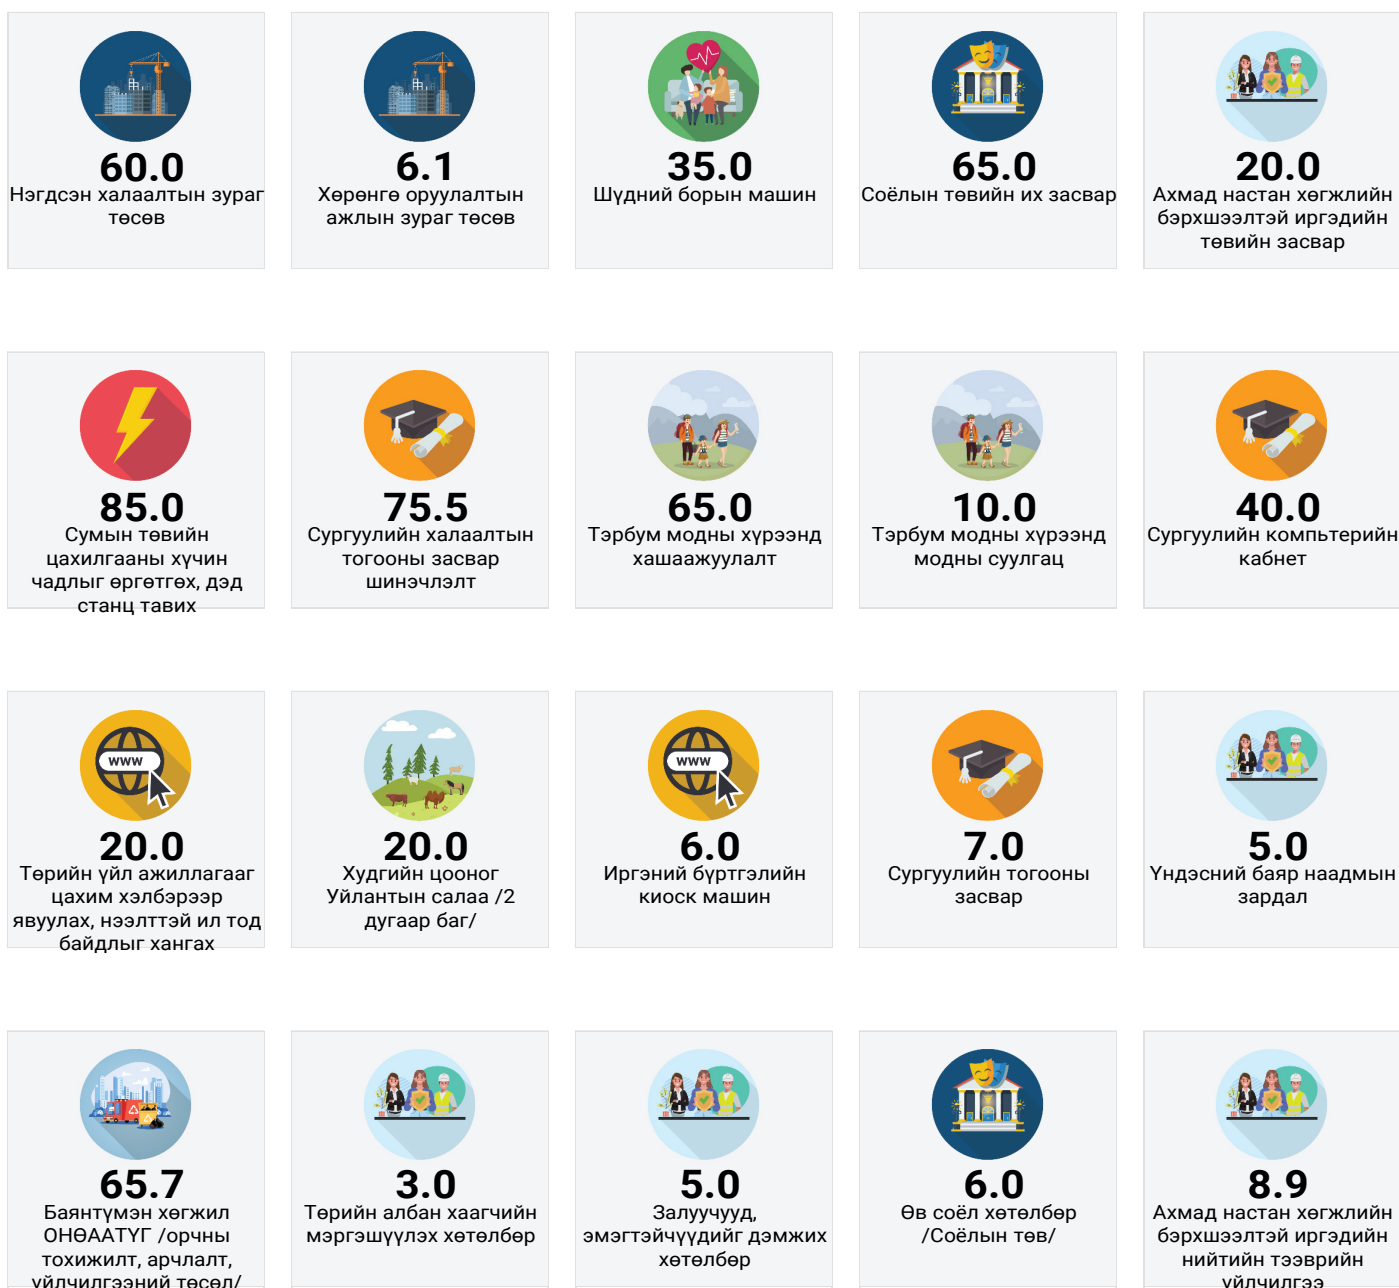 60.0
Нэгдсэн халаалтын зураг
төсөв
6.1
Хөрөнгө оруулалтын
ажлын зураг төсөв
35.0
Шүдний борын машин
65.0
Соёлын төвийн их засвар
20.0
Ахмад настан хөгжлийн
бэрхшээлтэй иргэдийн
төвийн засвар
85.0
Сумын төвийн
цахилгааны хүчин
чадлыг өргөтгөх, дэд
станц тавих
75.5
Сургуулийн халаалтын
тогооны засвар
шинэчлэлт
65.0
Тэрбум модны хүрээнд
хашаажуулалт
10.0
Тэрбум модны хүрээнд
модны суулгац
40.0
Сургуулийн компьтерийн
кабнет
www
20.0
Төрийн үйл ажиллагааг
цахим хэлбэрээр
явуулах, нээлттэй ил тод
байдлыг хангах
20.0
Худгийн цооног
Уйлантын салаа /2
дугаар баг/
www
6.0
Иргэний бүртгэлийн
киоск машин
7.0
Сургуулийн тогооны
засвар
5.0
Үндэсний баяр наадмын
зардал
65.7
Баянтүмэн хөгжил
ОНӨААТҮГ /орчны
тохижилт, арчлалт,
үйлчилгээний төсөл/
3.0
Төрийн албан хаагчийн
мэргэшүүлэх хөтөлбөр
5.0
Залуучууд,
эмэгтэйчүүдийг дэмжих
хөтөлбөр
6.0
Өв соёл хөтөлбөр
/Соёлын төв/
8.9
Ахмад настан хөгжлийн
бэрхшээлтэй иргэдийн
нийтийн тээврийн
үйлчилгээ